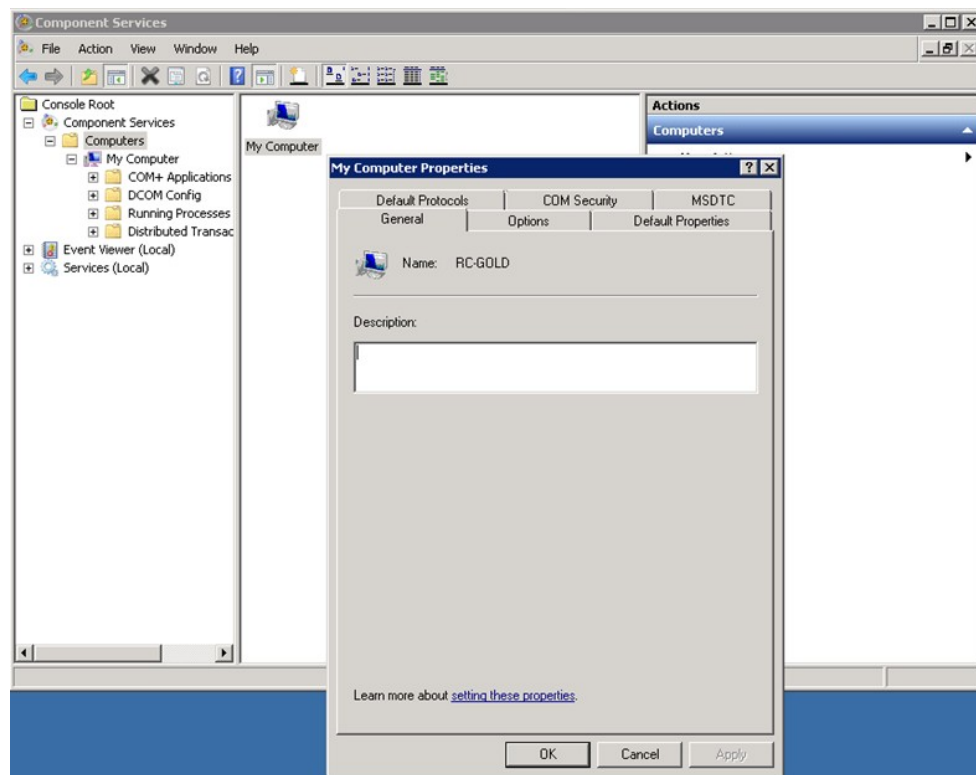 Component Services
File Action View Window Help
Console Root
Component Services
Computers
My Computer
COM+ Applications
DCOM Config
Running Processes
Distributed Transac
Event Viewer (Local)
Services (Local)
My Computer
Actions
Computers
My Computer Properties
Default Protocols COM Security MSDTC
General Options Default Properties
Name: RC-GOLD
Description:
Learn more about setting these properties.
OK Cancel Apply